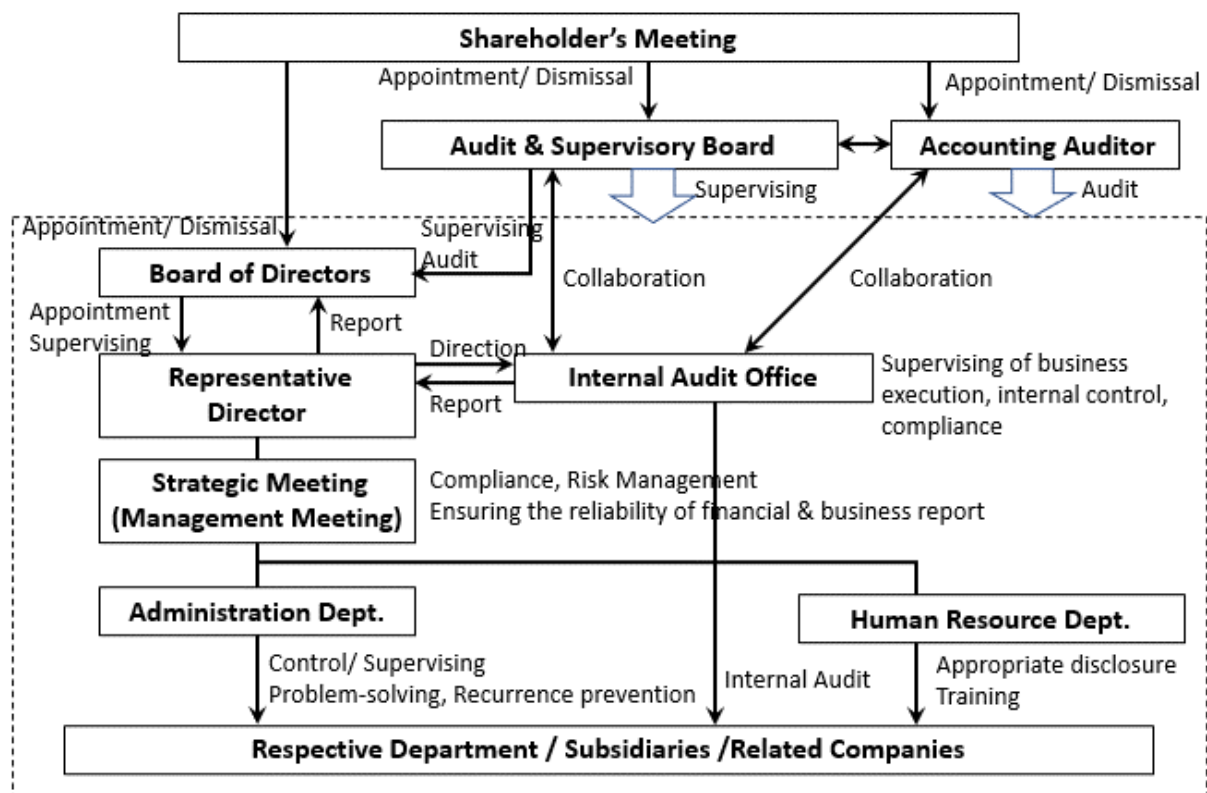 Shareholder's Meeting
Appointment/ Dismissal
Appointment/ Dismissal
Audit & Supervisory Board
Accounting Auditor
Supervising
Audit
Appointment/ Dismissal
Supervising
Audit
Board of Directors
Collaboration
Collaboration
Appointment
Supervising
Report
Direction
Representative
Director
Internal Audit Office
Report
Supervising of business
execution, internal control,
compliance
Strategic Meeting
(Management Meeting)
Compliance, Risk Management
Ensuring the reliability of financial & business report
Administration Dept.
Human Resource Dept.
Control/ Supervising
Problem-solving, Recurrence prevention
Internal Audit
Appropriate disclosure
Training
Respective Department / Subsidiaries /Related Companies